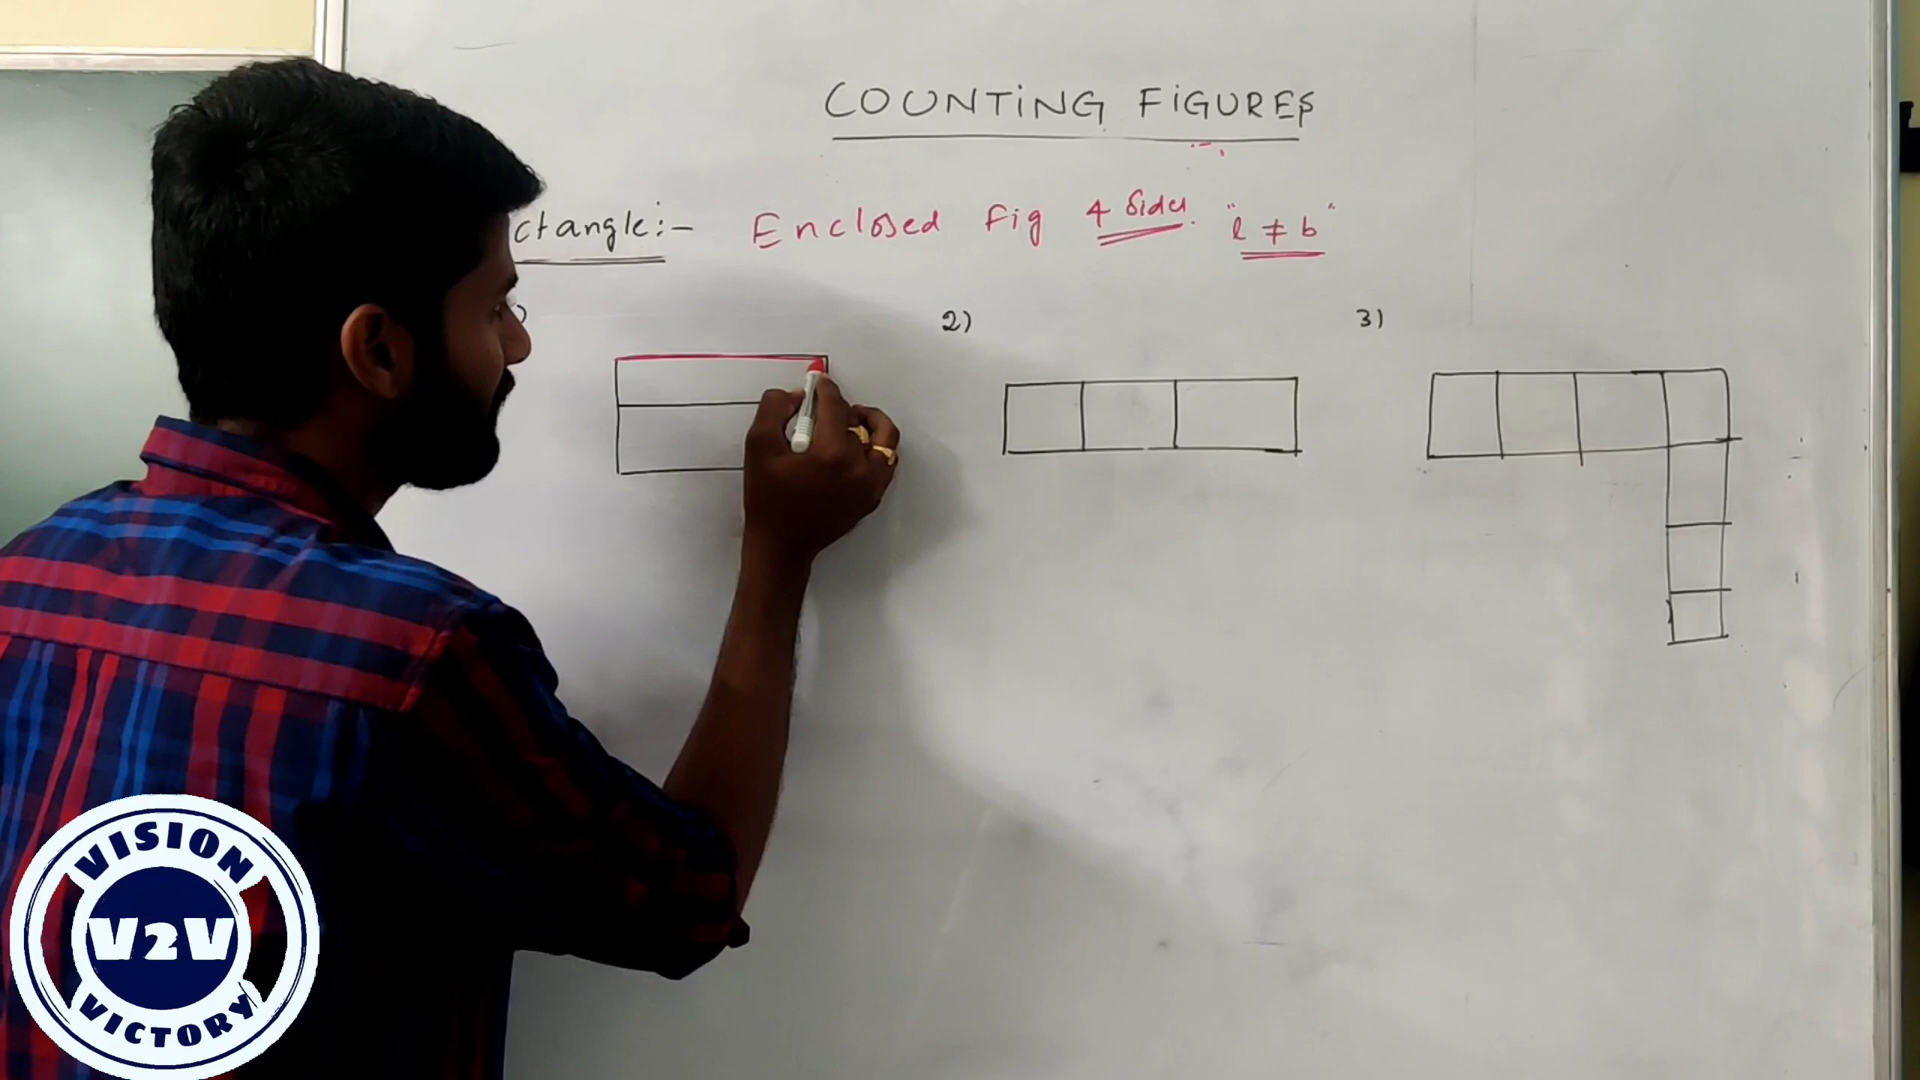 COUNTING FIGURES
ctangle:- Enclosed Fig 4 Sides. "l ≠ b"
)
2)
3)
VISION
V2V
VICTORY